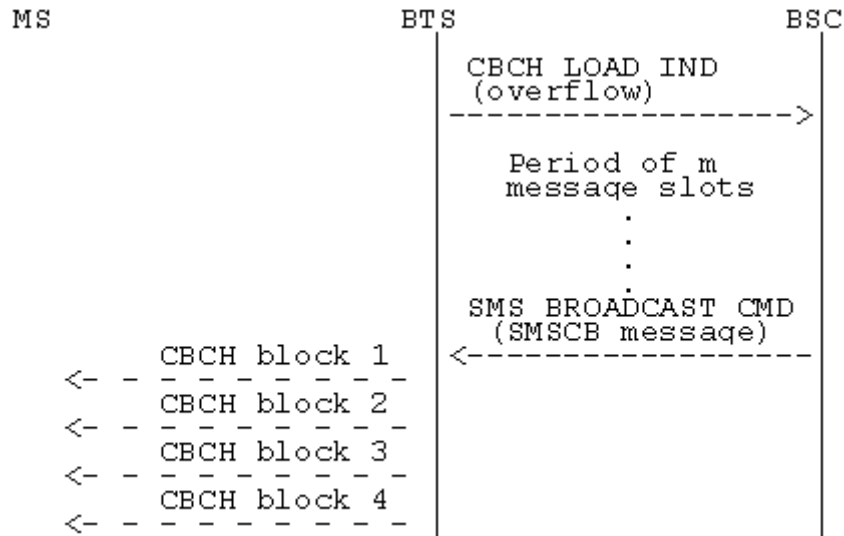 MS BTS BSC
CBCH LOAD IND
(overflow)
Period of m
message slots
SMS BROADCAST CMD
(SMSCB message)
CBCH block 1
CBCH block 2
CBCH block 3
CBCH block 4